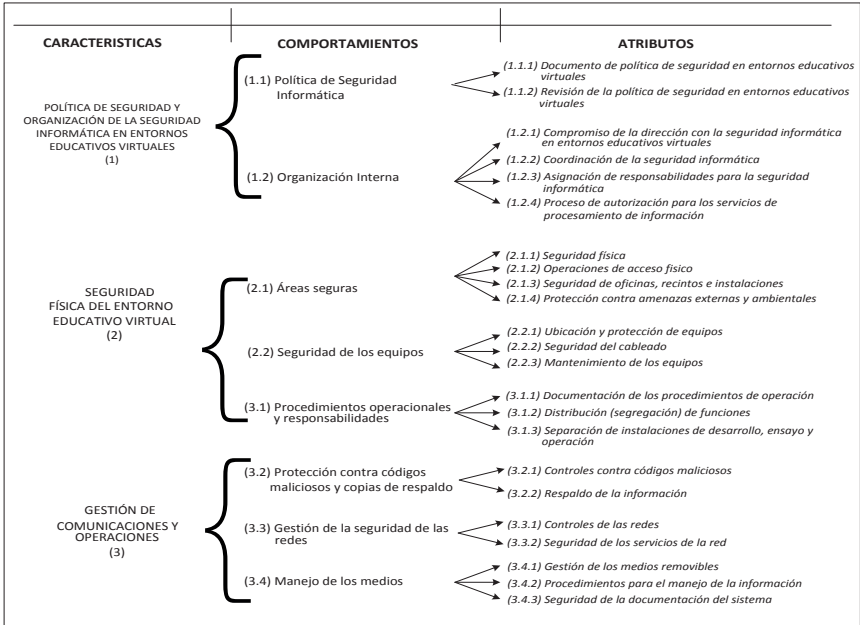 CARACTERISTICAS
COMPORTAMIENTOS
ATRIBUTOS
POLÍTICA DE SEGURIDAD Y
ORGANIZACIÓN DE LA SEGURIDAD
INFORMÁTICA EN ENTORNOS
EDUCATIVOS VIRTUALES
(1)
(1.1) Política de Seguridad
Informática
(1.1.1) Documento de política de seguridad en entornos educativos
virtuales
(1.1.2) Revisión de la política de seguridad en entornos educativos
virtuales
(1.2) Organización Interna
(1.2.1) Compromiso de la dirección con la seguridad informática
en entornos educativos virtuales
(1.2.2) Coordinación de la seguridad informática
(1.2.3) Asignación de responsabilidades para la seguridad
informática
(1.2.4) Proceso de autorización para los servicios de
procesamiento de información
SEGURIDAD
FÍSICA DEL ENTORNO
EDUCATIVO VIRTUAL
(2)
(2.1) Áreas seguras
(2.1.1) Seguridad física
(2.1.2) Operaciones de acceso fisico
(2.1.3) Seguridad de oficinas, recintos e instalaciones
(2.1.4) Protección contra amenazas externas y ambientales
(2.2) Seguridad de los equipos
(2.2.1) Ubicación y protección de equipos
(2.2.2) Seguridad del cableado
(2.2.3) Mantenimiento de los equipos
(3.1) Procedimientos operacionales
y responsabilidades
(3.1.1) Documentación de los procedimientos de operación
(3.1.2) Distribución (segregación) de funciones
(3.1.3) Separación de instalaciones de desarrollo, ensayo y
operación
GESTIÓN DE
COMUNICACIONES Y
OPERACIONES
(3)
(3.2) Protección contra códigos
maliciosos y copias de respaldo
(3.2.1) Controles contra códigos maliciosos
(3.2.2) Respaldo de la información
(3.3) Gestión de la seguridad de las
redes
(3.3.1) Controles de las redes
(3.3.2) Seguridad de los servicios de la red
(3.4) Manejo de los medios
(3.4.1) Gestión de los medios removibles
(3.4.2) Procedimientos para el manejo de la información
(3.4.3) Seguridad de la documentación del sistema